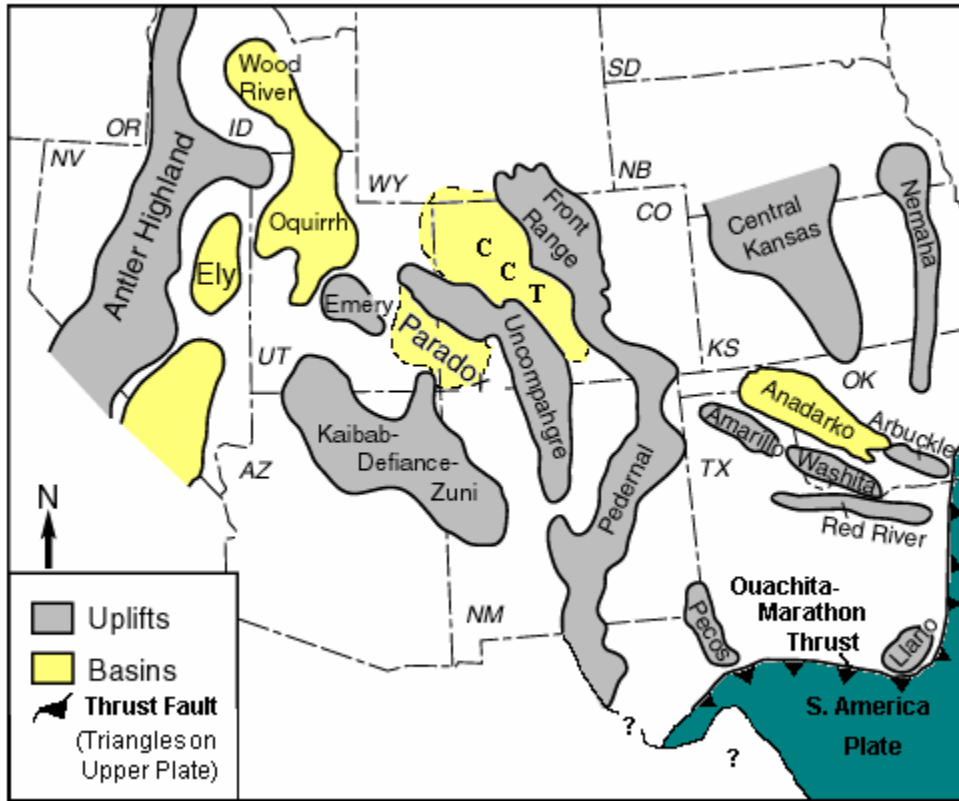 Wood
River
SD
OR
ID
NV
WY
NB
CO
Antler Highland
Oquirrh
Front
Range
Central
Kansas
Nemaha
C
C
T
Ely
Emery
Paradox
Uncompahgre
UT
KS
OK
Anadarko
Amarillo
Arbuckle
Kaibab-
Defiance-
Zuni
AZ
Pedernal
TX
Washita
Red River
N
Ouachita-
Marathon
Thrust
NM
Pecos
Llano
S. America
Plate
?
?
Uplifts
Basins
Thrust Fault
(Triangles on
Upper Plate)